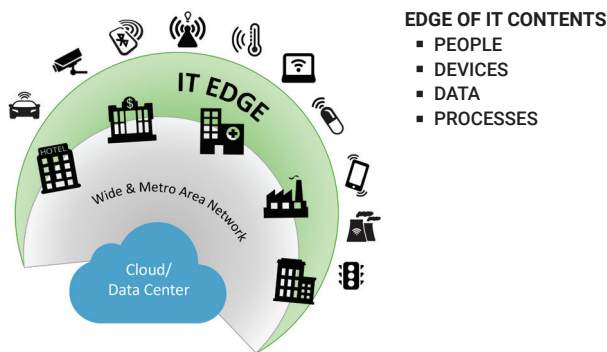 EDGE OF IT CONTENTS
▪ PEOPLE
▪ DEVICES
▪ DATA
▪ PROCESSES
IT EDGE
$
HOTEL
Wide & Metro Area Network
Cloud/
Data Center